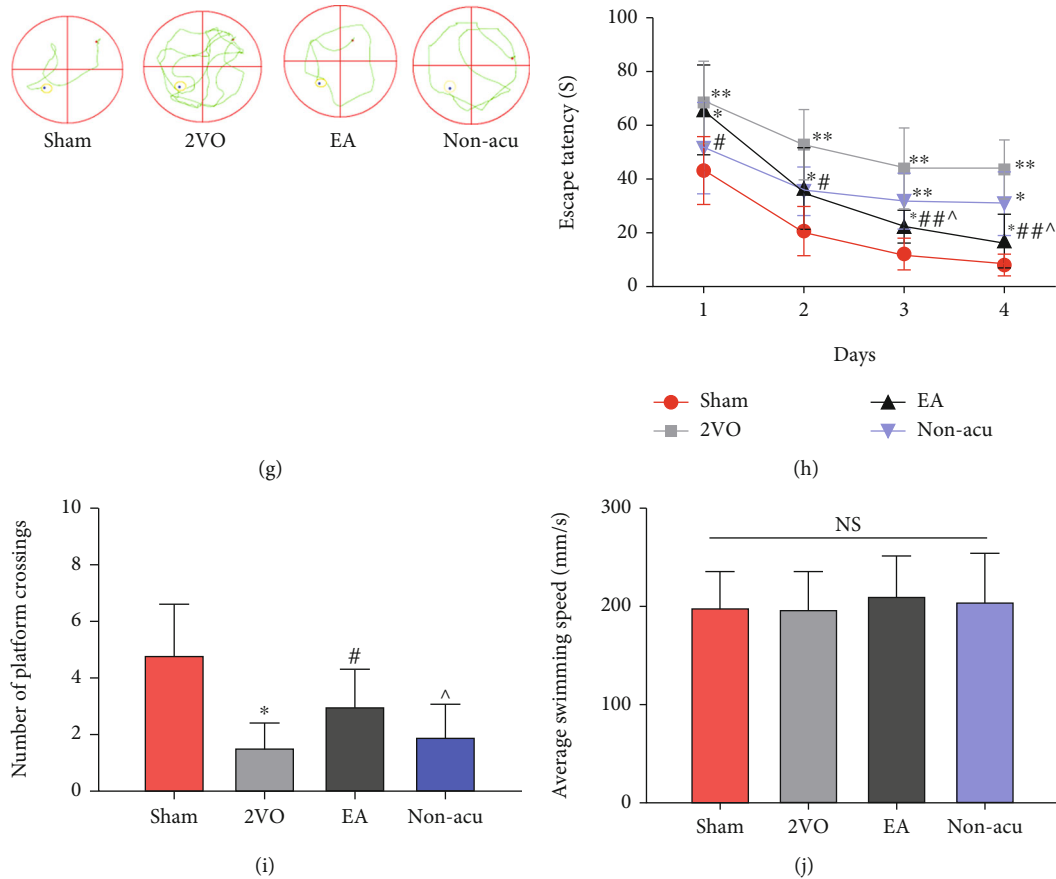 Sham 2VO EA Non-acu
(g)
100
80
60
40
20
0
Escape tatency (S)
** ** ** **
* *# *##^ *##^
# ** *
1 2 3 4
Days
Sham EA
2VO Non-acu
(h)
10
8
6
4
2
0
Number of platform crossings
* # ^
Sham 2VO EA Non-acu
(i)
300
200
100
0
Average swimming speed (mm/s)
NS
Sham 2VO EA Non-acu
(j)